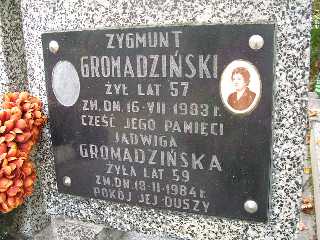 ZYGMUNT
GROMADZIŃSKI
ŻYŁ LAT 57
ZM. DN. 16-VII 1983 r.
CZEŚĆ JEGO PAMIĘCI
JADWIGA
GROMADZIŃSKA
ŻYŁA LAT 59
ZM. DN. 18-11-1984 r.
POKÓJ JEJ DUSZY